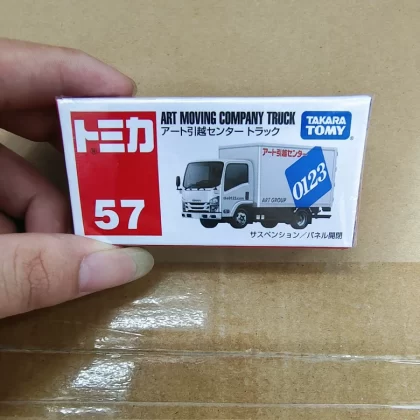 トミカ
57
ART MOVING COMPANY TRUCK
アート引越センター トラック
TAKARA
TOMY
アート引越センター
0123
ART GROUP
サスペンション/パネル開閉